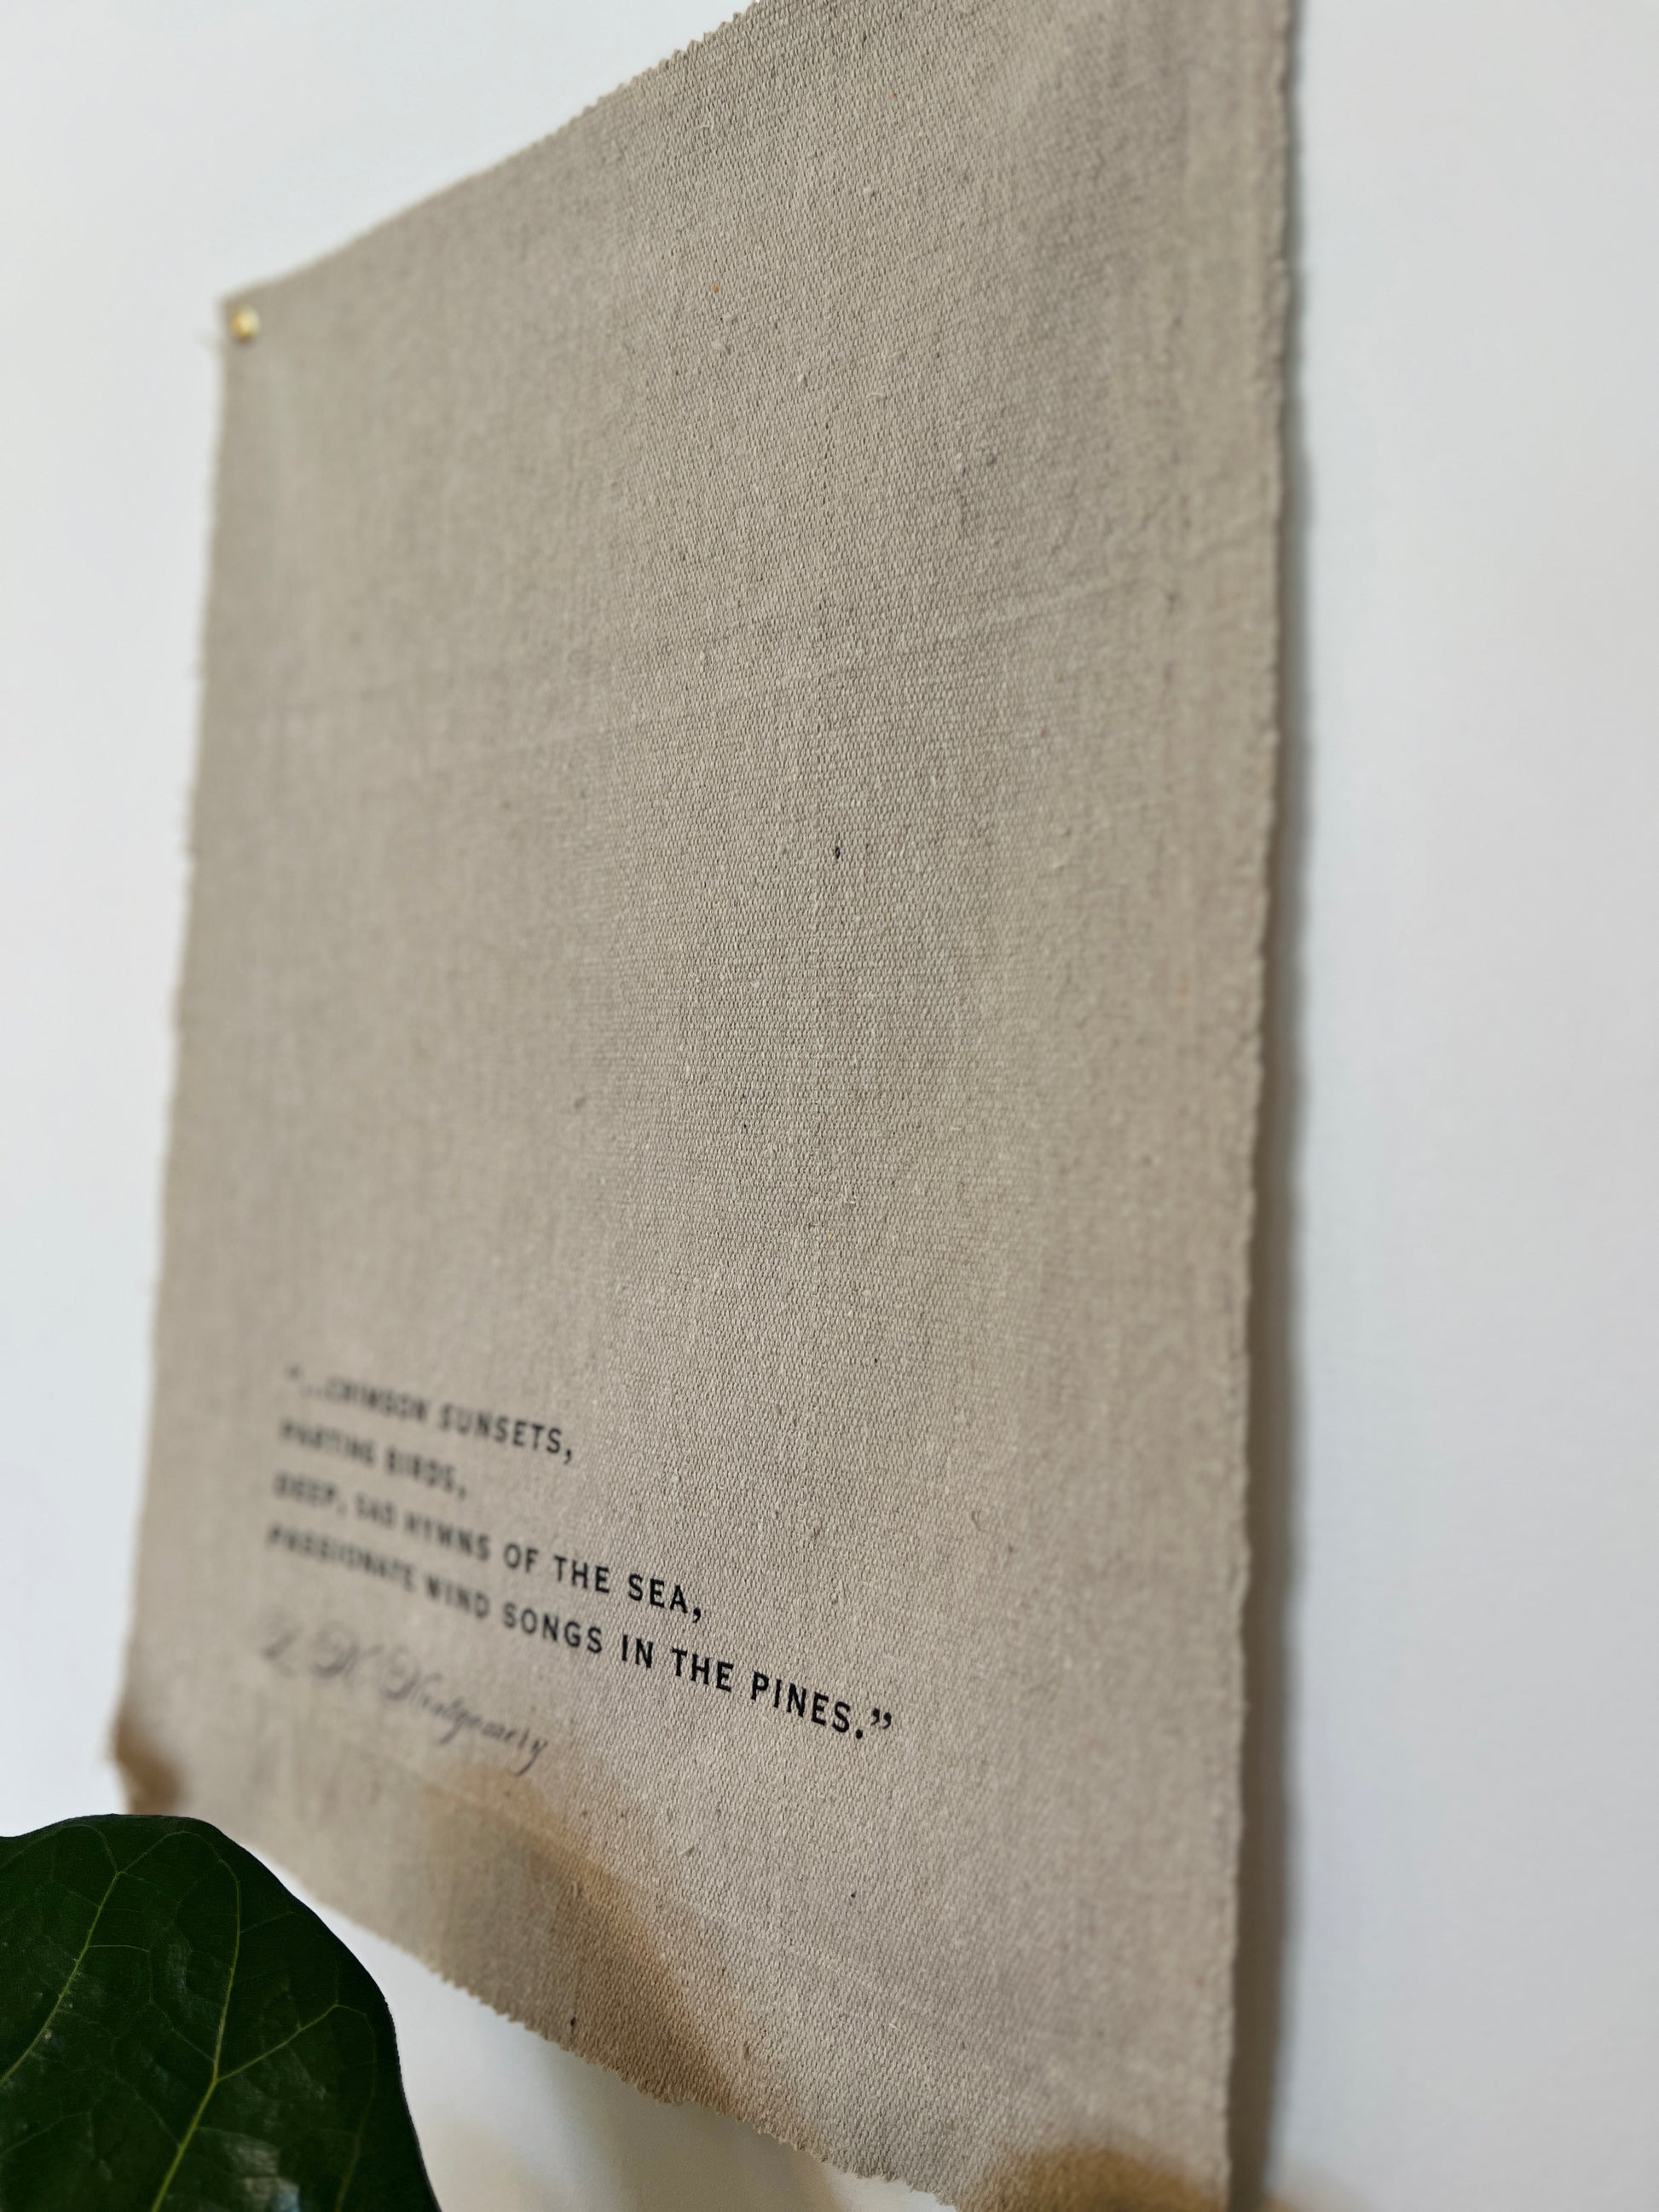 “...CRIMSON SUNSETS,
PARTING BIRDS,
DEEP, SAD HYMNS OF THE SEA,
PASSIONATE WIND SONGS IN THE PINES.”
L M Montgomery